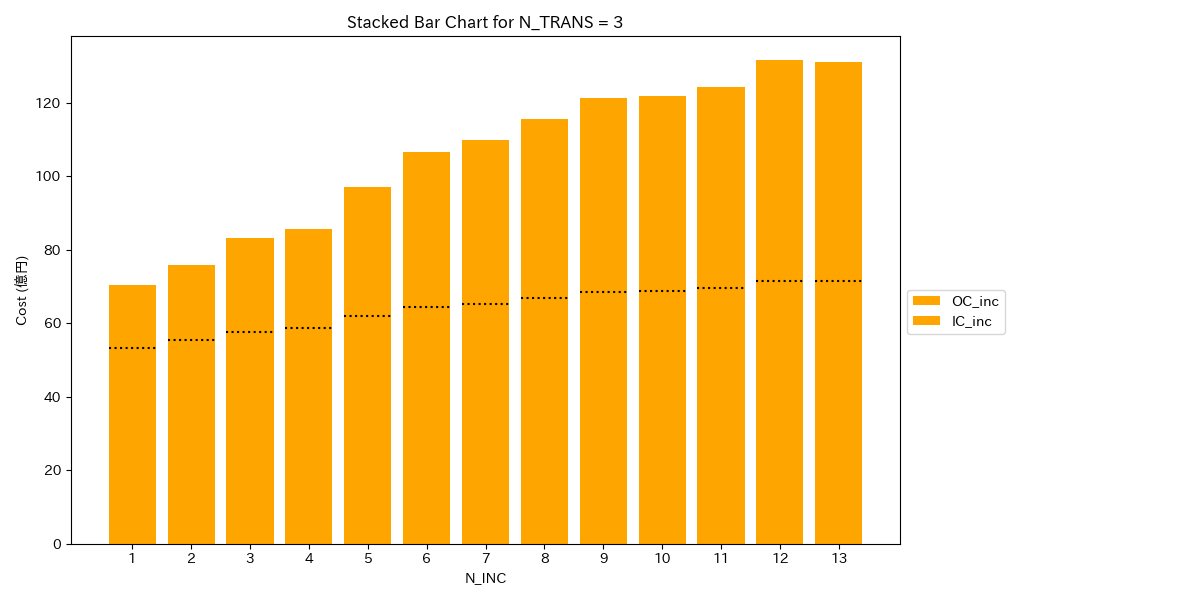 Stacked Bar Chart for N_TRANS = 3
Cost (億円)
120
100
80
60
40
20
0
1 2 3 4 5 6 7 8 9 10 11 12 13
N_INC
OC_inc
IC_inc